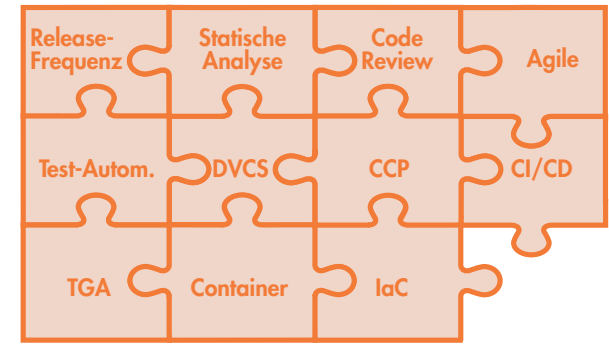 Release-
Frequenz
Statische
Analyse
Code
Review
Agile
Test-Autom.
DVCS
CCP
CI/CD
TGA
Container
IaC